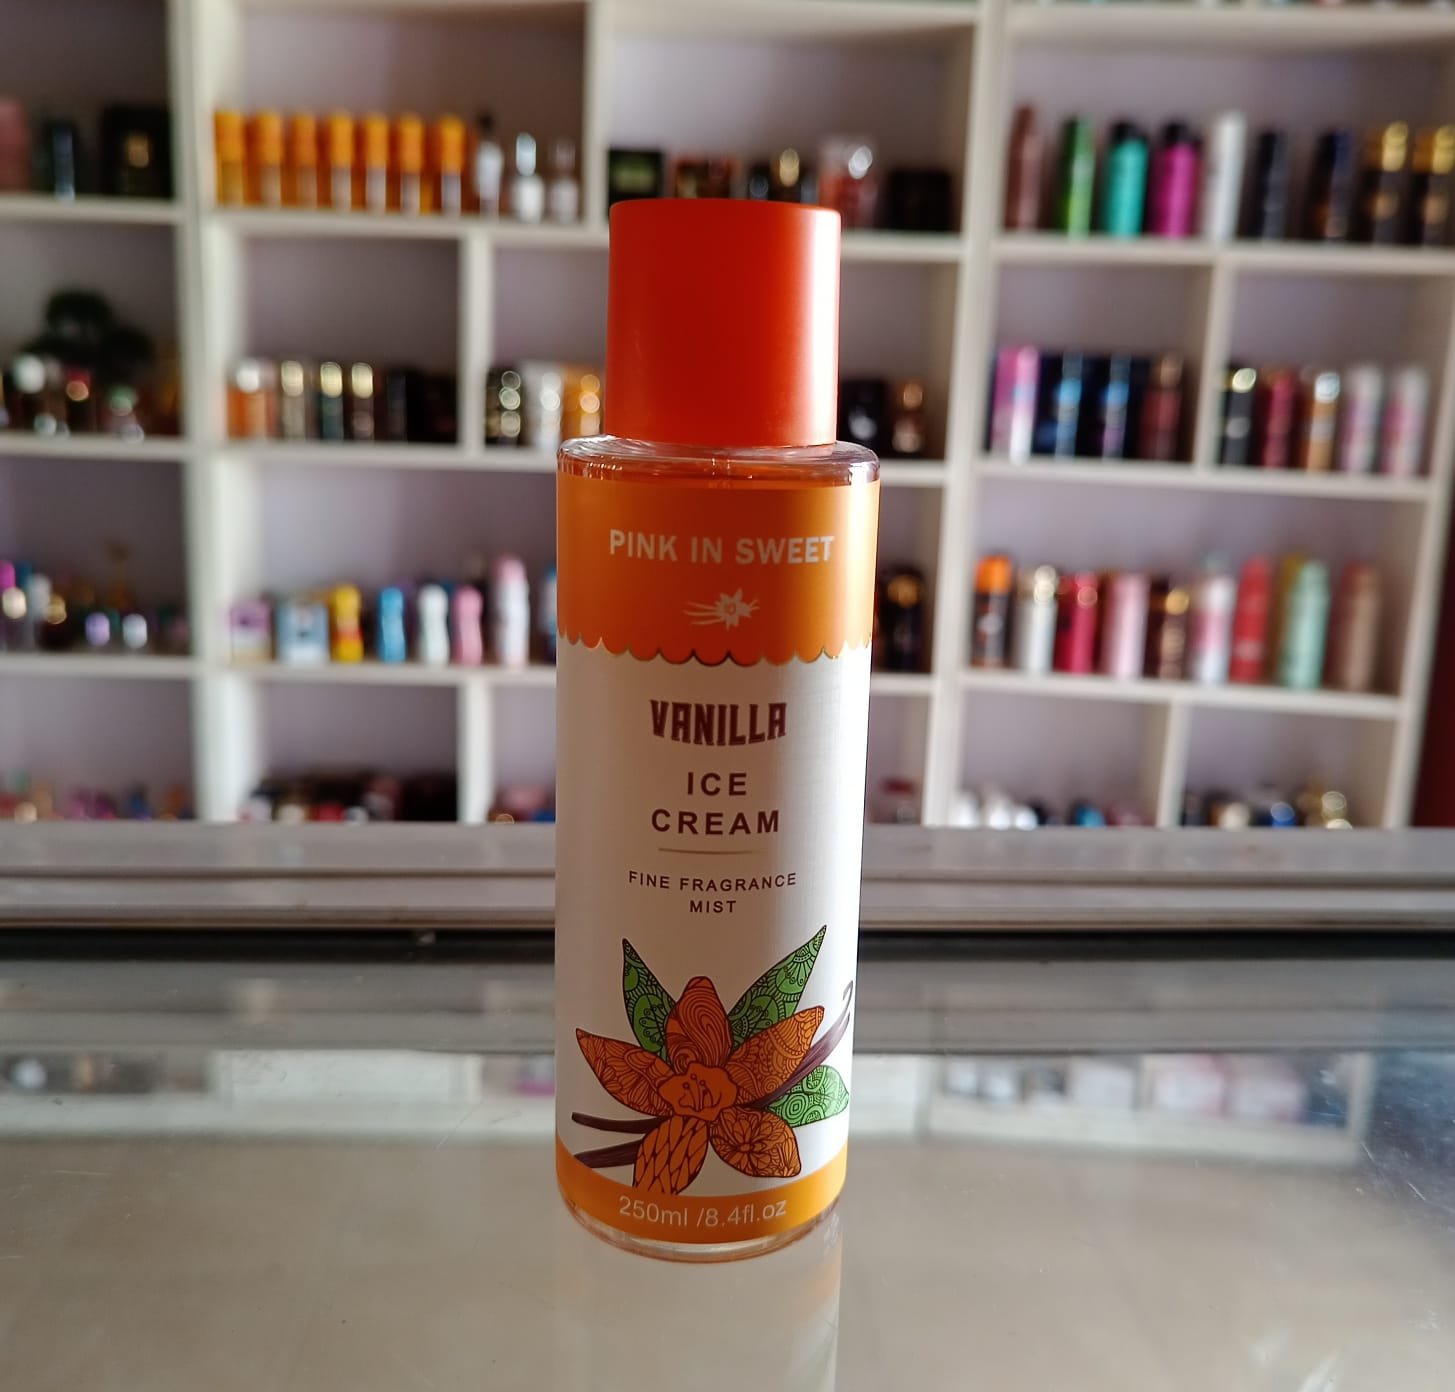 PINK IN SWEET
VANILLA
ICE
CREAM
FINE FRAGRANCE
MIST
250ml /8.4fl.oz